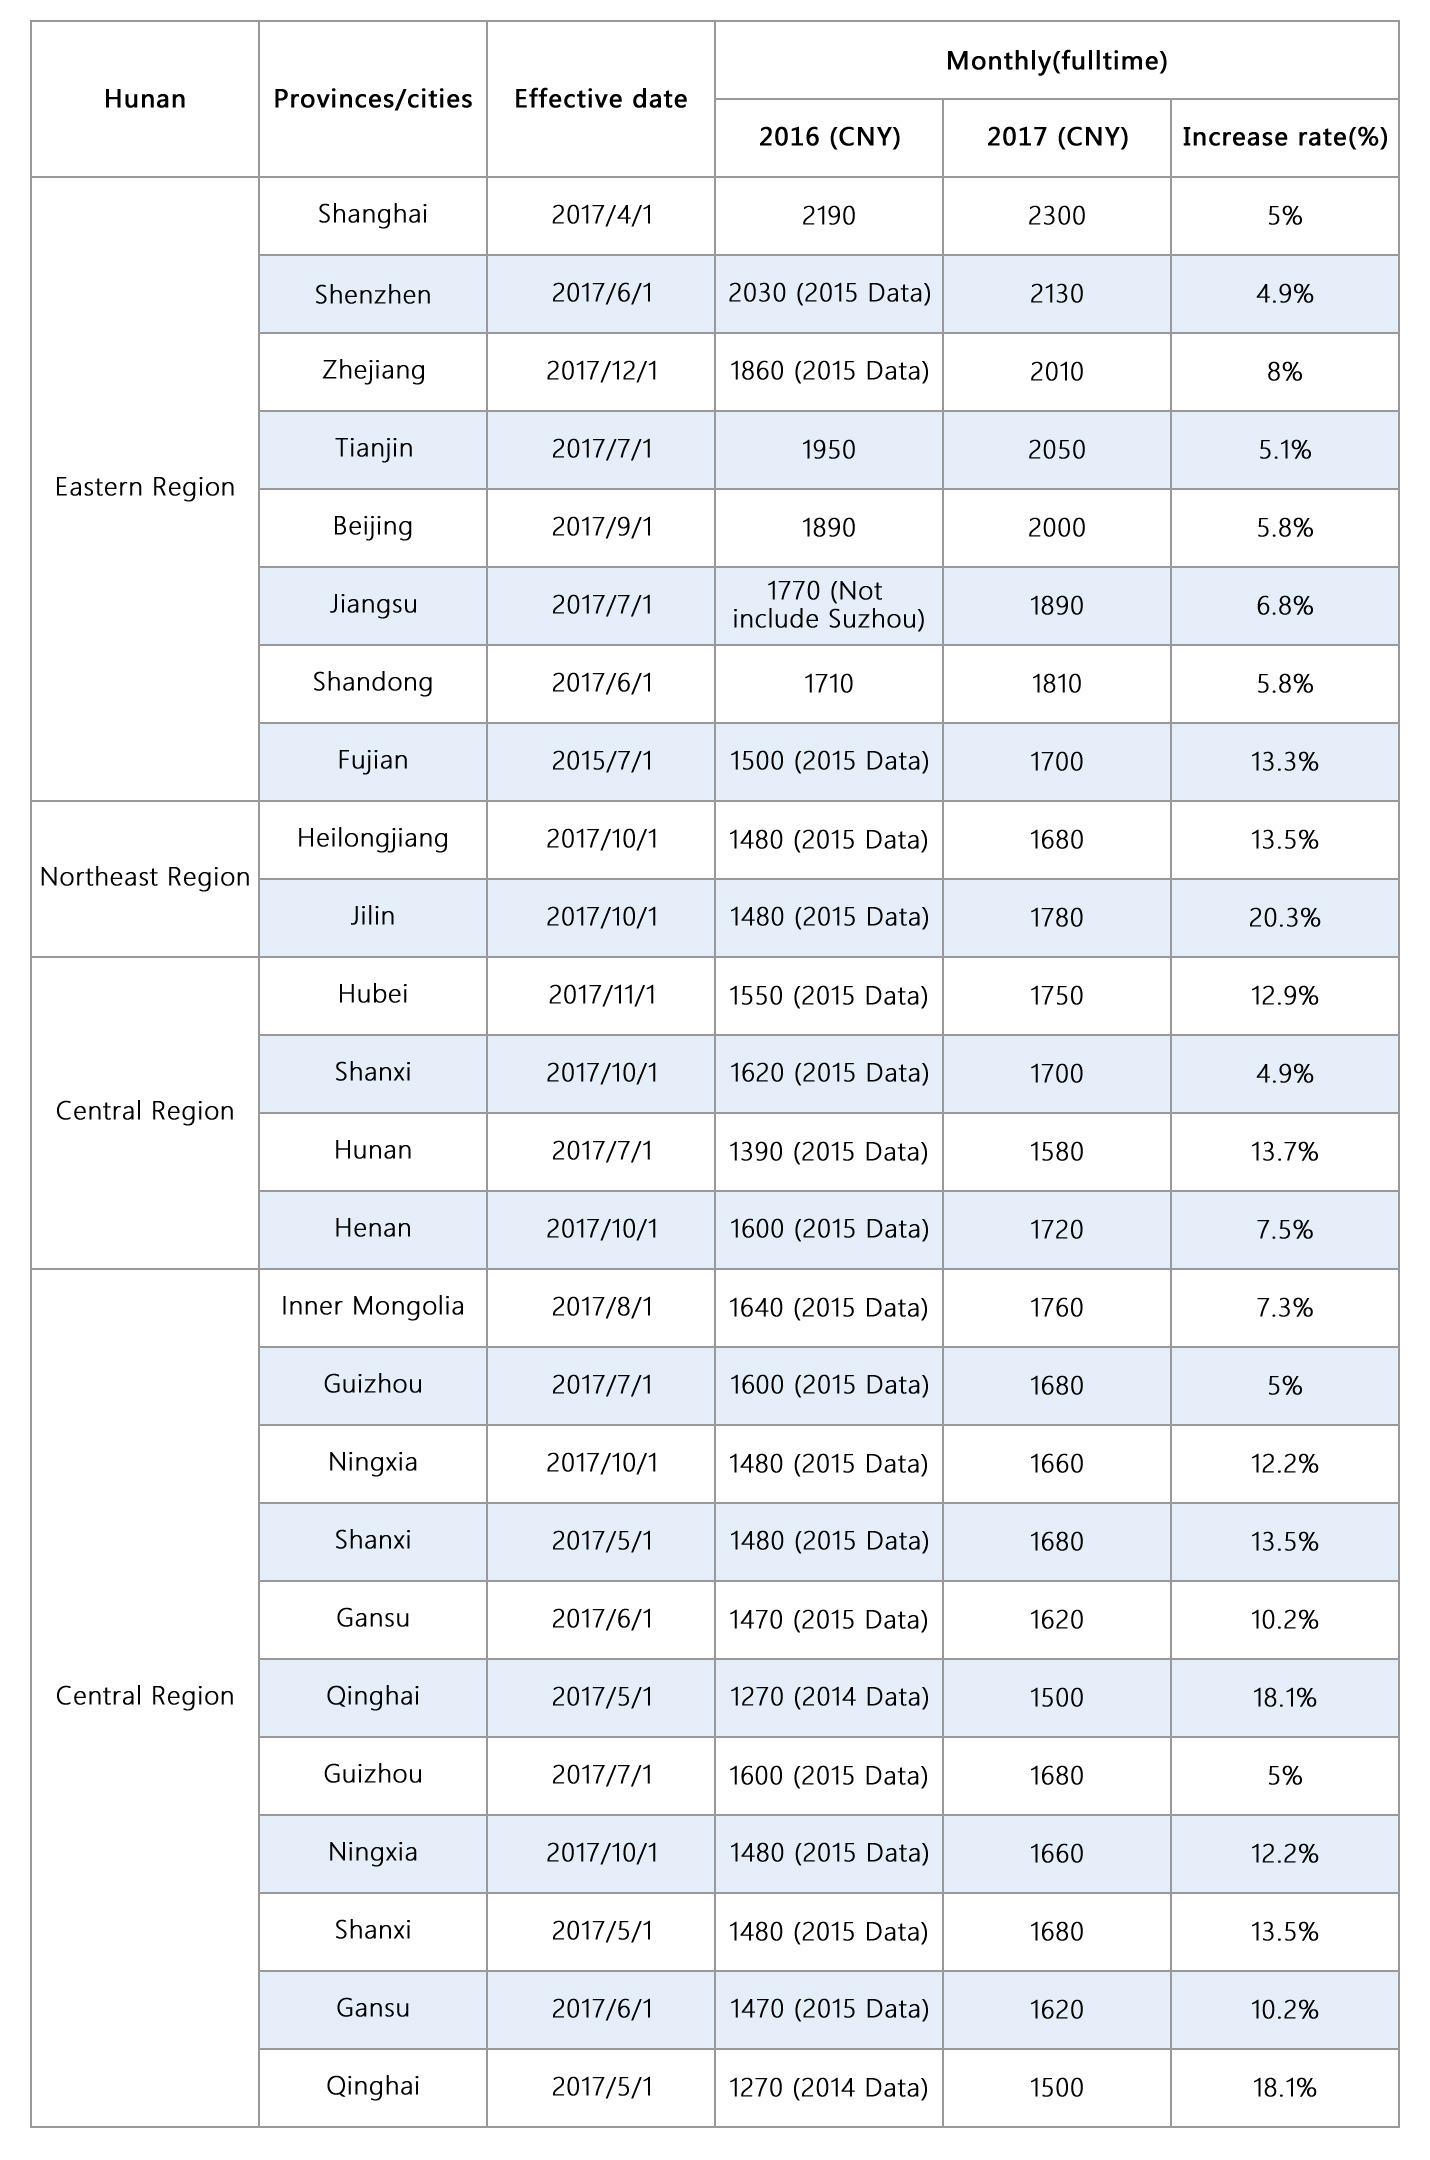 Hunan
Provinces/cities
Effective date
Monthly(fulltime)
2016 (CNY)
2017 (CNY)
Increase rate(%)
Eastern Region
Shanghai
2017/4/1
2190
2300
5%
Shenzhen
2017/6/1
2030 (2015 Data)
2130
4.9%
Zhejiang
2017/12/1
1860 (2015 Data)
2010
8%
Tianjin
2017/7/1
1950
2050
5.1%
Beijing
2017/9/1
1890
2000
5.8%
Jiangsu
2017/7/1
1770 (Not
include Suzhou)
1890
6.8%
Shandong
2017/6/1
1710
1810
5.8%
Fujian
2015/7/1
1500 (2015 Data)
1700
13.3%
Northeast Region
Heilongjiang
2017/10/1
1480 (2015 Data)
1680
13.5%
Jilin
2017/10/1
1480 (2015 Data)
1780
20.3%
Central Region
Hubei
2017/11/1
1550 (2015 Data)
1750
12.9%
Shanxi
2017/10/1
1620 (2015 Data)
1700
4.9%
Hunan
2017/7/1
1390 (2015 Data)
1580
13.7%
Henan
2017/10/1
1600 (2015 Data)
1720
7.5%
Central Region
Inner Mongolia
2017/8/1
1640 (2015 Data)
1760
7.3%
Guizhou
2017/7/1
1600 (2015 Data)
1680
5%
Ningxia
2017/10/1
1480 (2015 Data)
1660
12.2%
Shanxi
2017/5/1
1480 (2015 Data)
1680
13.5%
Gansu
2017/6/1
1470 (2015 Data)
1620
10.2%
Qinghai
2017/5/1
1270 (2014 Data)
1500
18.1%
Guizhou
2017/7/1
1600 (2015 Data)
1680
5%
Ningxia
2017/10/1
1480 (2015 Data)
1660
12.2%
Shanxi
2017/5/1
1480 (2015 Data)
1680
13.5%
Gansu
2017/6/1
1470 (2015 Data)
1620
10.2%
Qinghai
2017/5/1
1270 (2014 Data)
1500
18.1%